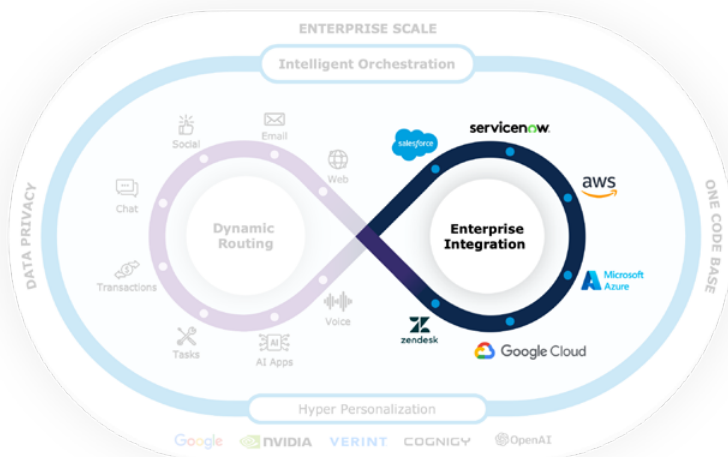 ENTERPRISE SCALE
Intelligent Orchestration
Social
Email
Web
Chat
Transactions
Tasks
AI
AI Apps
Voice
Dynamic
Routing
salesforce
servicenow
aws
Microsoft
Azure
Google Cloud
zendesk
Enterprise
Integration
DATA PRIVACY
ONE CODE BASE
Hyper Personalization
Google
NVIDIA
VERINT
COGNIGY
OpenAI